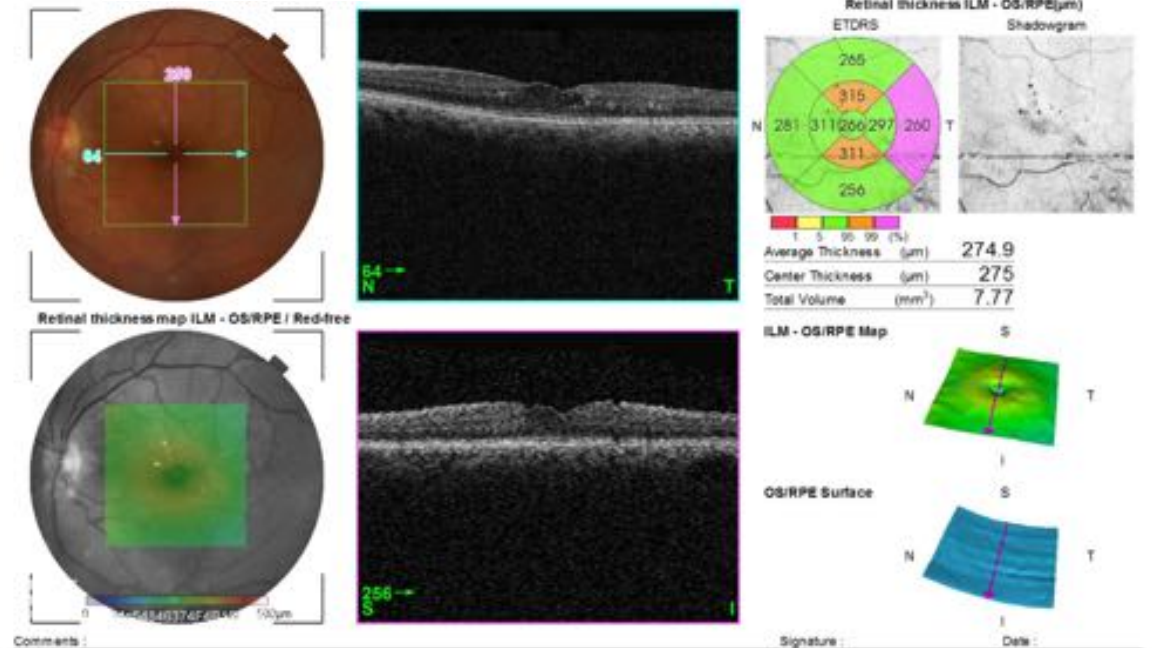 Retinal thickness ILM - OS/RPE(µm)
ETDRS
Shadowgram
250
64
64
N
T
265
315
N
281
311
266
297
260
T
311
256
1 5 95 99 (%)
Average Thickness (µm) 274.9
Center Thickness (µm) 275
Total Volume (mm³) 7.77
Retinal thickness map ILM - OS/RPE / Red-free
0
500µm
256
S
I
ILM - OS/RPE Map
S
N
T
I
OS/RPE Surface
S
N
T
I
Comments :
Signature :
Date :